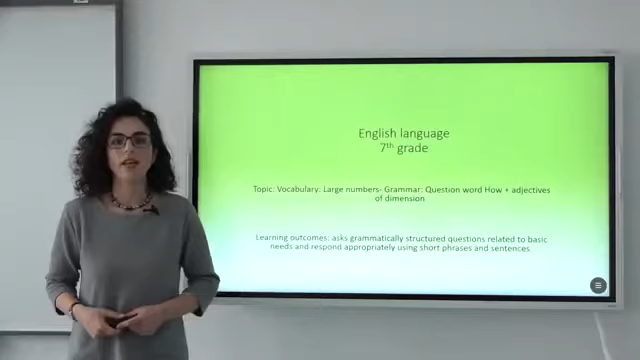 English language
7th grade
Topic: Vocabulary: Large numbers- Grammar: Question word How + adjectives
of dimension
Learning outcomes: asks grammatically structured questions related to basic
needs and respond appropriately using short phrases and sentences